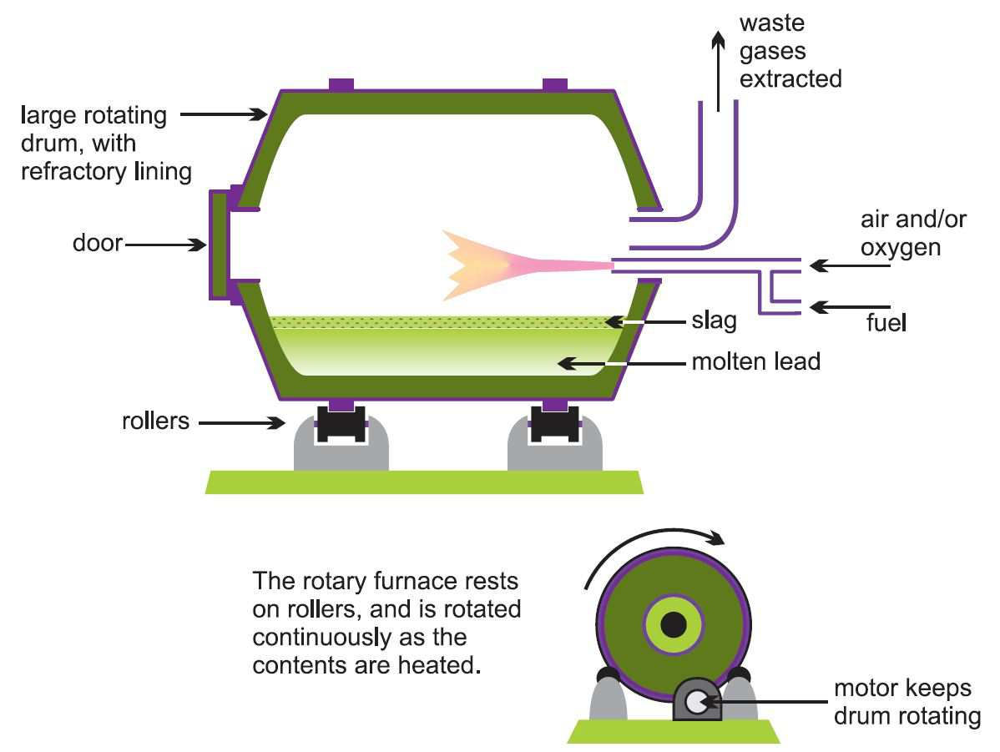 waste
gases
extracted
large rotating
drum, with
refractory lining
door
air and/or
oxygen
fuel
slag
molten lead
rollers
The rotary furnace rests
on rollers, and is rotated
continuously as the
contents are heated.
motor keeps
drum rotating